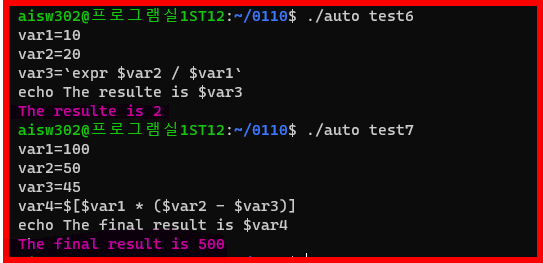 aisw302@프로그램실1ST12:~/0110$ ./auto test6
var1=10
var2=20
var3=`expr $var2 / $var1`
echo The resulte is $var3
The resulte is 2
aisw302@프로그램실1ST12:~/0110$ ./auto test7
var1=100
var2=50
var3=45
var4=$[$var1 * ($var2 - $var3)]
echo The final result is $var4
The final result is 500